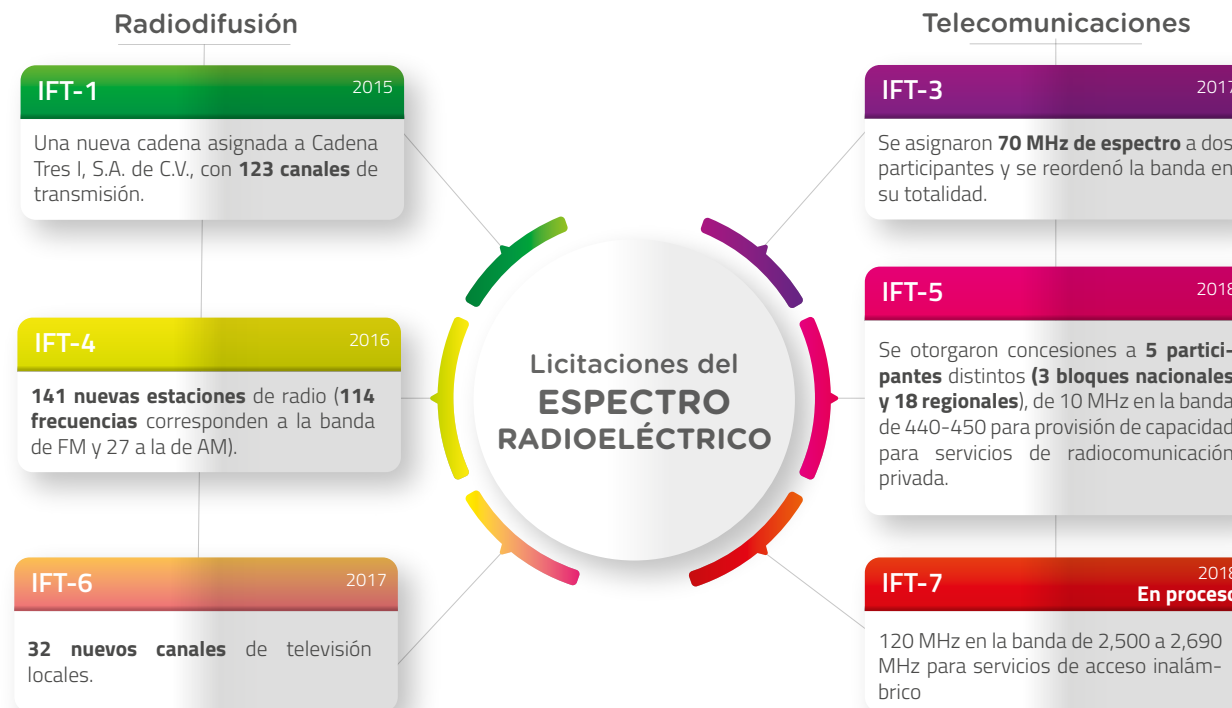 Radiodifusión
IFT-1 2015
Una nueva cadena asignada a Cadena
Tres I, S.A. de C.V., con 123 canales de
transmisión.
IFT-4 2016
141 nuevas estaciones de radio (114
frecuencias corresponden a la banda
de FM y 27 a la de AM).
IFT-6 2017
32 nuevos canales de televisión
locales.
Licitaciones del
ESPECTRO
RADIOELÉCTRICO
Telecomunicaciones
IFT-3 2017
Se asignaron 70 MHz de espectro a dos
participantes y se reordenó la banda en
su totalidad.
IFT-5 2018
Se otorgaron concesiones a 5 partici-
pantes distintos (3 bloques nacionales
y 18 regionales), de 10 MHz en la banda
de 440-450 para provisión de capacidad
para servicios de radiocomunicación
privada.
IFT-7 2018
En proceso
120 MHz en la banda de 2,500 a 2,690
MHz para servicios de acceso inalám-
brico